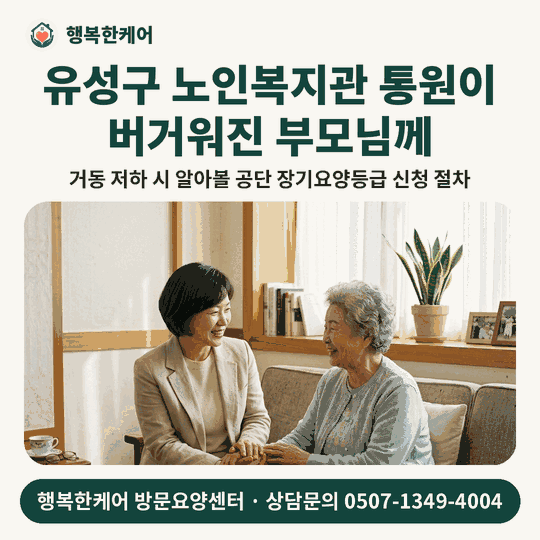 행복한케어
유성구 노인복지관 통원이
버거워진 부모님께
거동 저하 시 알아볼 공단 장기요양등급 신청 절차
행복한케어 방문요양센터 · 상담문의 0507-1349-4004